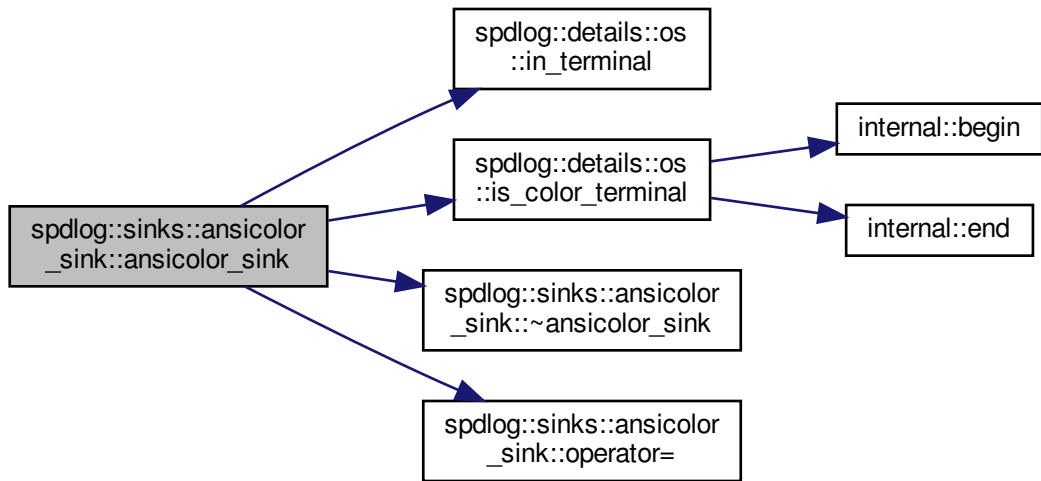 spdlog::details::os
::in_terminal
internal::begin
spdlog::details::os
::is_color_terminal
internal::end
spdlog::sinks::ansicolor
_sink::ansicolor_sink
spdlog::sinks::ansicolor
_sink::~ansicolor_sink
spdlog::sinks::ansicolor
_sink::operator=